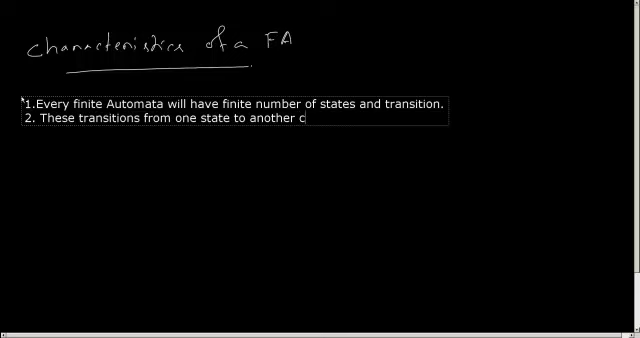 characteristics of a FA
1.Every finite Automata will have finite number of states and transition.
2. These transitions from one state to another c